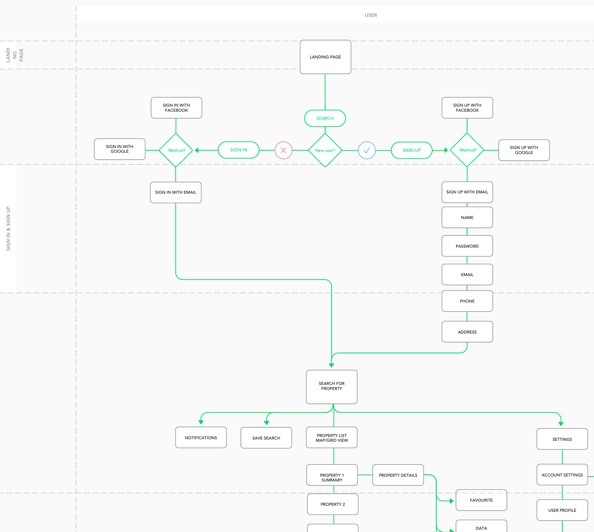 USER
LANDI
NG
PAGE
LANDING PAGE
SIGN IN WITH
FACEBOOK
SIGN UP WITH
FACEBOOK
SEARCH
SIGN IN WITH
GOOGLE
Method?
SIGN IN
New user?
SIGN UP
Method?
SIGN UP WITH
GOOGLE
SIGN IN & SIGN UP
SIGN IN WITH EMAIL
SIGN UP WITH EMAIL
NAME
PASSWORD
EMAIL
PHONE
ADDRESS
SEARCH FOR
PROPERTY
NOTIFICATIONS
SAVE SEARCH
PROPERTY LIST
MAP/GRID VIEW
SETTINGS
PROPERTY 1
SUMMARY
PROPERTY DETAILS
ACCOUNT SETTINGS
FAVOURITE
PROPERTY 2
USER PROFILE
DATA